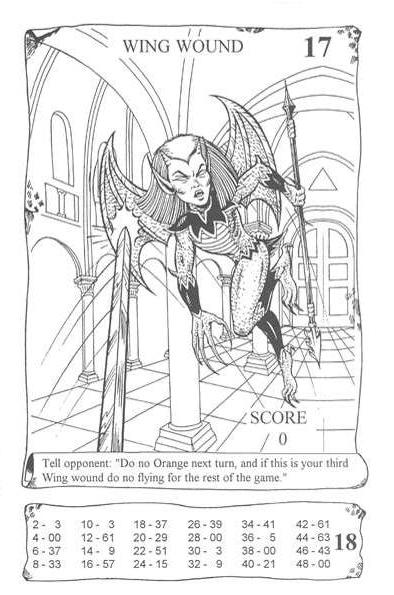 WING WOUND 17
SCORE
0
Tell opponent: "Do no Orange next turn, and if this is your third
Wing wound do no flying for the rest of the game."
2 - 3 10 - 3 18 - 37 26 - 39 34 - 41 42 - 61
4 - 00 12 - 61 20 - 29 28 - 00 36 - 5 44 - 63
6 - 37 14 - 9 22 - 51 30 - 3 38 - 00 46 - 43
8 - 33 16 - 57 24 - 15 32 - 9 40 - 21 48 - 00
18